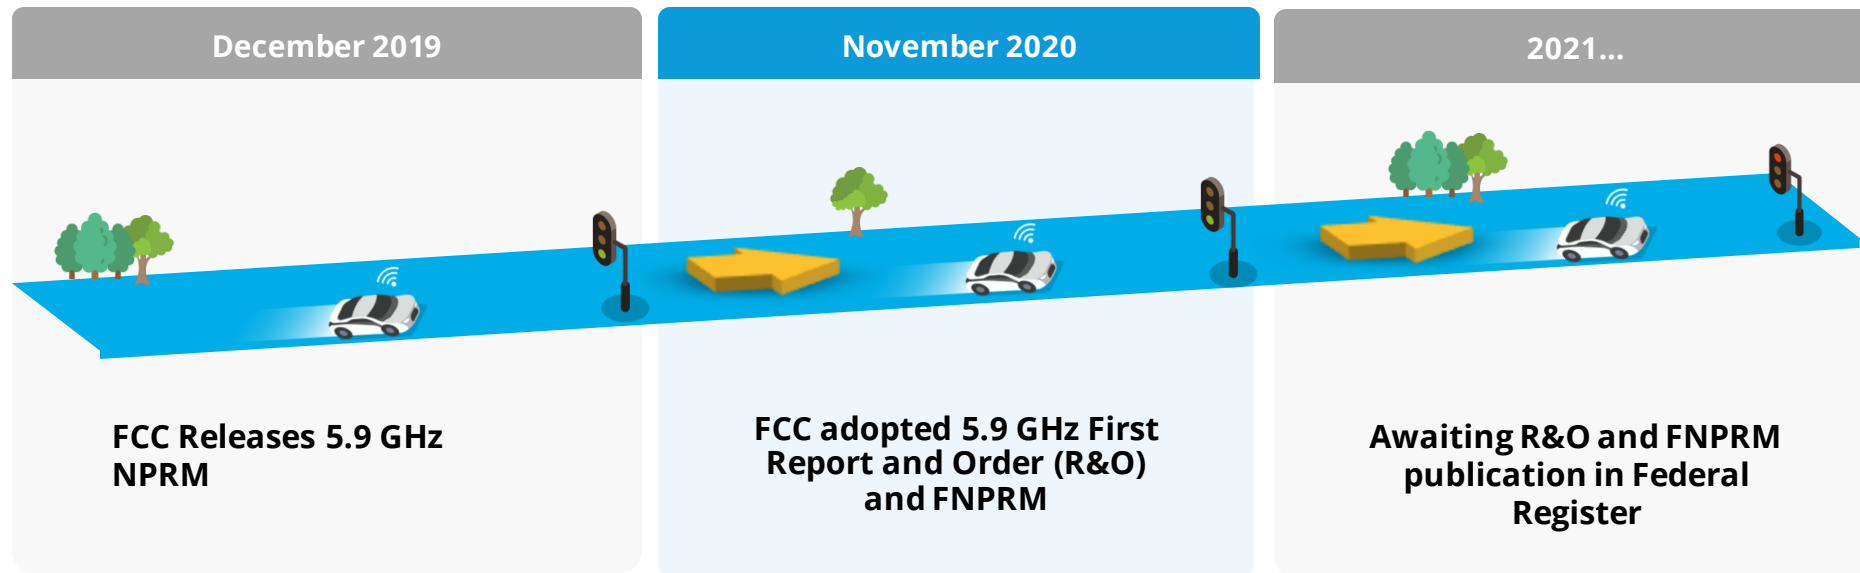 December 2019
FCC Releases 5.9 GHz
NPRM
November 2020
FCC adopted 5.9 GHz First
Report and Order (R&O)
and FNPRM
2021...
Awaiting R&O and FNPRM
publication in Federal
Register